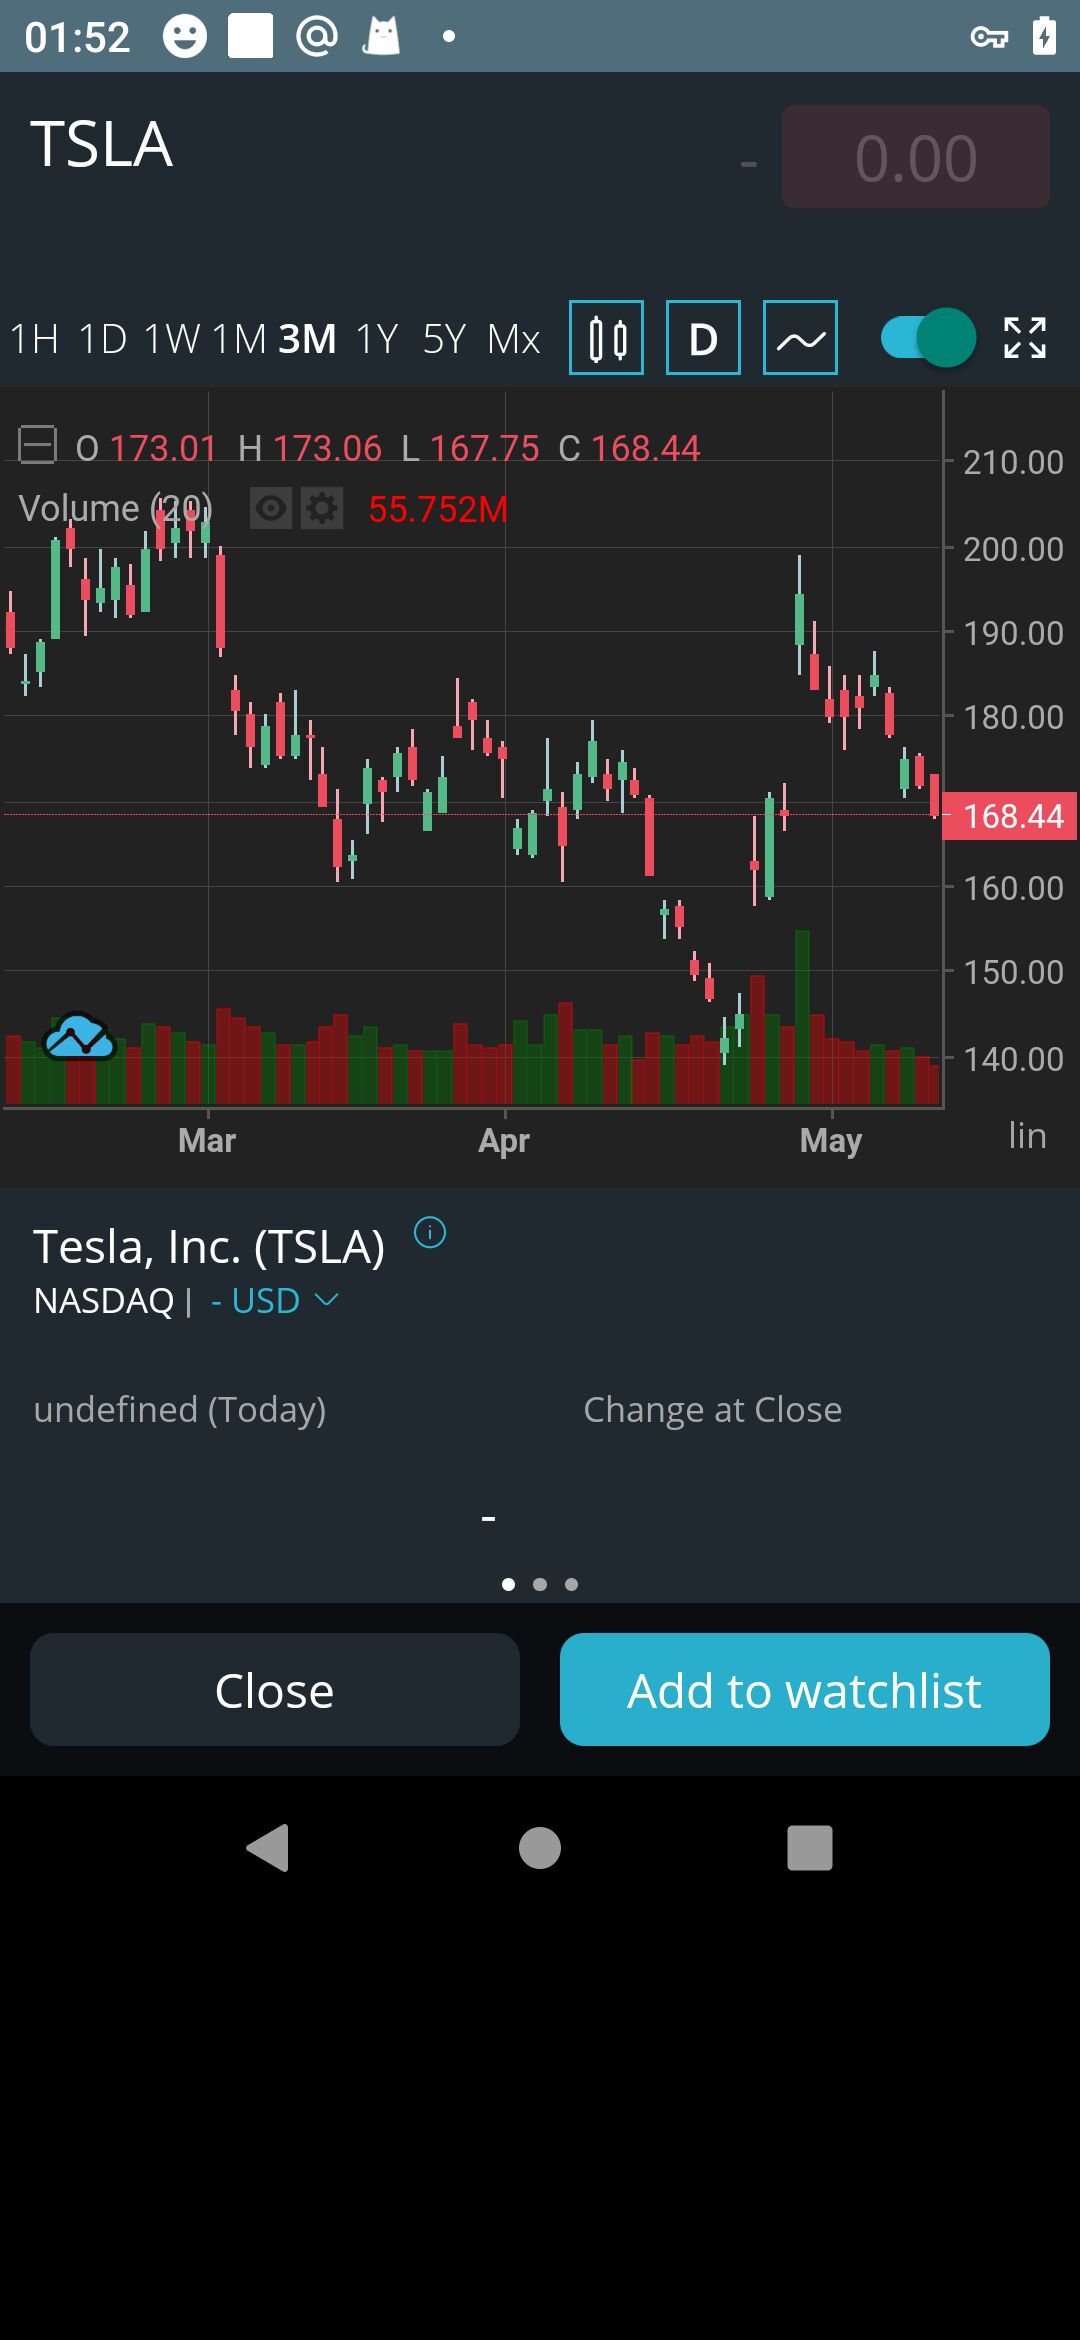 01:52
TSLA
- 0.00
1H 1D 1W 1M 3M 1Y 5Y Mx D
O 173.01 H 173.06 L 167.75 C 168.44
Volume (20) 55.752M
210.00
200.00
190.00
180.00
168.44
160.00
150.00
140.00
Mar Apr May lin
Tesla, Inc. (TSLA) i
NASDAQ | - USD
undefined (Today) Change at Close
-
Close Add to watchlist